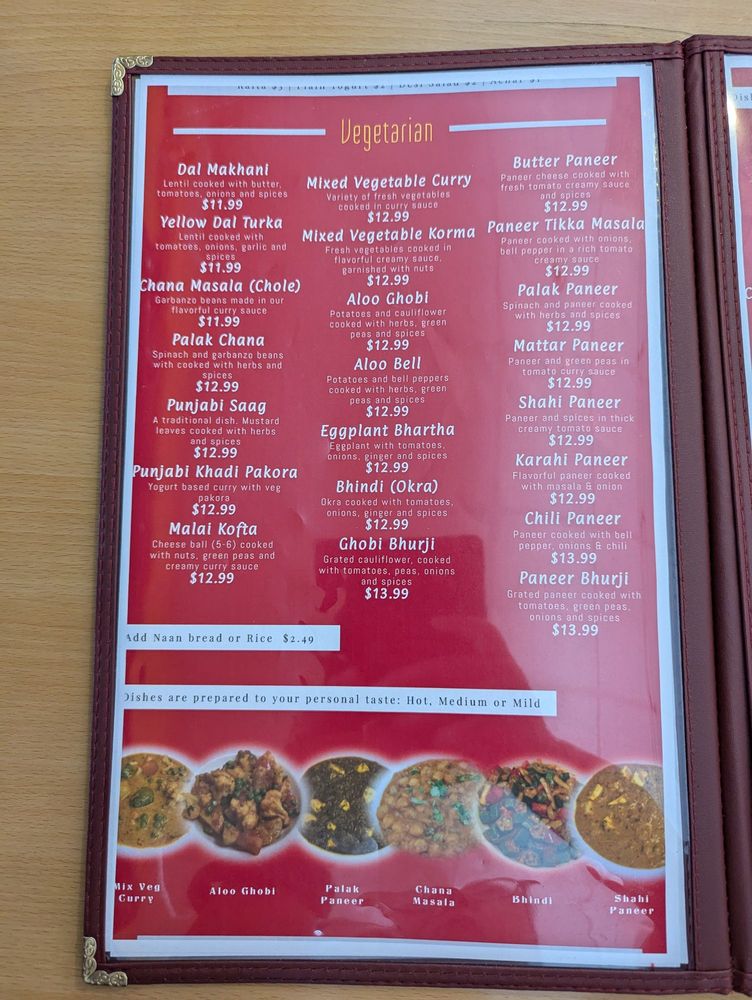 Raita $3 | Plain Yogurt $2 | Desi Salad $2 | Achar $1
Vegetarian
Dal Makhani
Lentil cooked with butter,
tomatoes, onions and spices
$11.99
Yellow Dal Turka
Lentil cooked with
tomatoes, onions, garlic and
spices
$11.99
Chana Masala (Chole)
Garbanzo beans made in our
flavorful curry sauce
$11.99
Palak Chana
Spinach and garbanzo beans
with cooked with herbs and
spices
$12.99
Punjabi Saag
A traditional dish. Mustard
leaves cooked with herbs
and spices
$12.99
Punjabi Khadi Pakora
Yogurt based curry with veg
pakora
$12.99
Malai Kofta
Cheese ball (5-6) cooked
with nuts, green peas and
creamy curry sauce
$12.99
Mixed Vegetable Curry
Variety of fresh vegetables
cooked in curry sauce
$12.99
Mixed Vegetable Korma
Fresh vegetables cooked in
flavorful creamy sauce,
garnished with nuts
$12.99
Aloo Ghobi
Potatoes and cauliflower
cooked with herbs, green
peas and spices
$12.99
Aloo Bell
Potatoes and bell peppers
cooked with herbs, green
peas and spices
$12.99
Eggplant Bhartha
Eggplant with tomatoes,
onions, ginger and spices
$12.99
Bhindi (Okra)
Okra cooked with tomatoes,
onions, ginger and spices
$12.99
Ghobi Bhurji
Grated cauliflower, cooked
with tomatoes, peas, onions
and spices
$13.99
Butter Paneer
Paneer cheese cooked with
fresh tomato creamy sauce
and spices
$12.99
Paneer Tikka Masala
Paneer cooked with onions,
bell pepper in a rich tomato
creamy sauce
$12.99
Palak Paneer
Spinach and paneer cooked
with herbs and spices
$12.99
Mattar Paneer
Paneer and green peas in
tomato curry sauce
$12.99
Shahi Paneer
Paneer and spices in thick
creamy tomato sauce
$12.99
Karahi Paneer
Flavorful paneer cooked
with masala & onion
$12.99
Chili Paneer
Paneer cooked with bell
pepper, onions & chili
$13.99
Paneer Bhurji
Grated paneer cooked with
tomatoes, green peas,
onions and spices
$13.99
Add Naan bread or Rice $2.49
Dishes are prepared to your personal taste: Hot, Medium or Mild
Mix Veg
Curry
Aloo Ghobi
Palak
Paneer
Chana
Masala
Bhindi
Shahi
Paneer